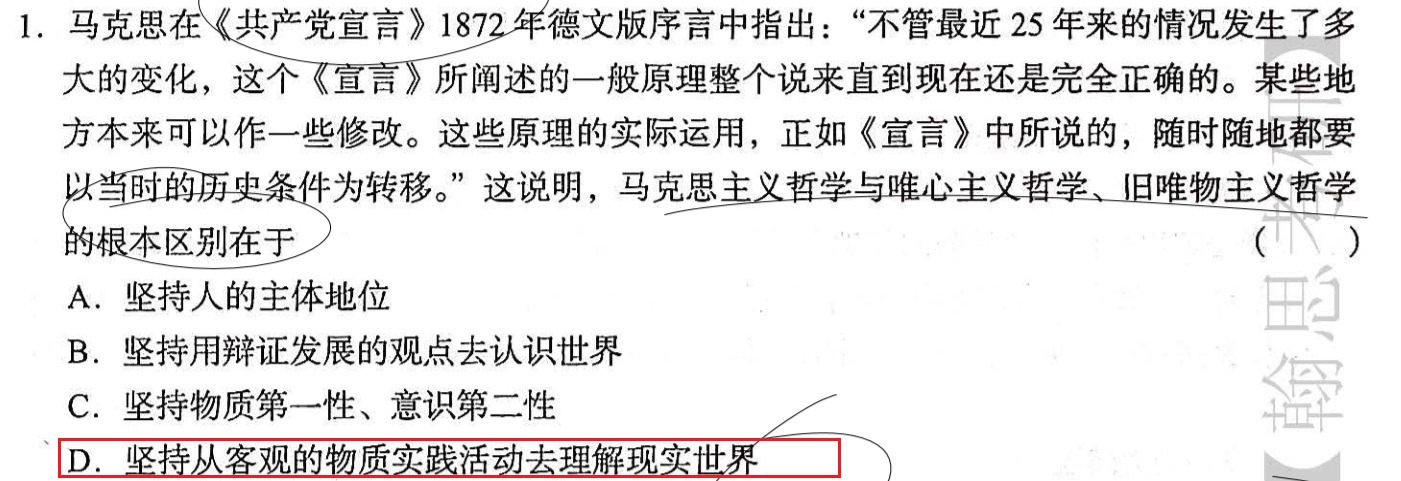 1. 马克思在《共产党宣言》1872年德文版序言中指出：“不管最近25年来的情况发生了多
大的变化，这个《宣言》所阐述的一般原理整个说来直到现在还是完全正确的。某些地
方本来可以作一些修改。这些原理的实际运用，正如《宣言》中所说的，随时随地都要
以当时的历史条件为转移。”这说明，马克思主义哲学与唯心主义哲学、旧唯物主义哲学
的根本区别在于 （ ）
A. 坚持人的主体地位
B. 坚持用辩证发展的观点去认识世界
C. 坚持物质第一性、意识第二性
D. 坚持从客观的物质实践活动去理解现实世界